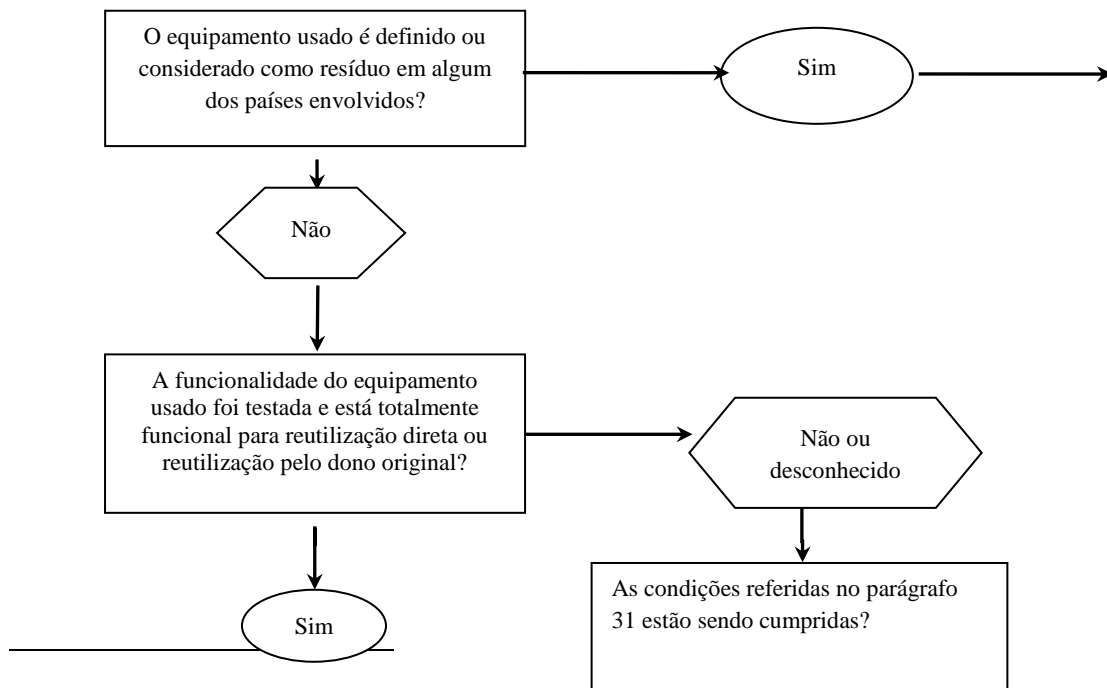 O equipamento usado é definido ou
considerado como resíduo em algum
dos países envolvidos?
Sim
Não
A funcionalidade do equipamento
usado foi testada e está totalmente
funcional para reutilização direta ou
reutilização pelo dono original?
Não ou
desconhecido
Sim
As condições referidas no parágrafo
31 estão sendo cumpridas?